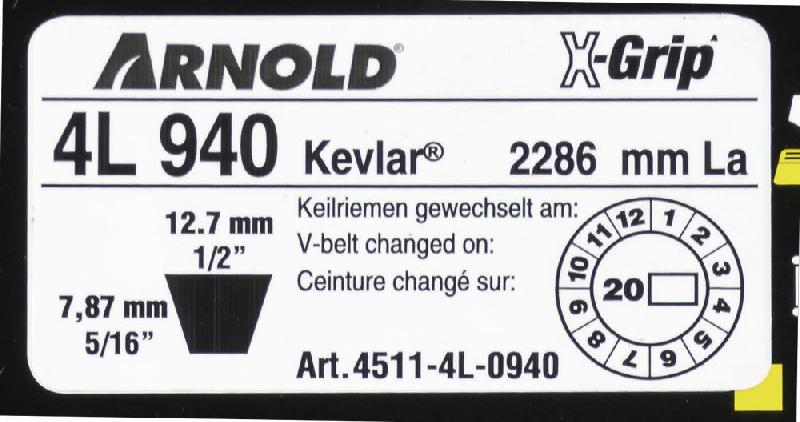 ARNOLD®
X-Grip
4L 940 Kevlar® 2286 mm La
12.7 mm
1/2”
7,87 mm
5/16”
Keilriemen gewechselt am:
V-belt changed on:
Ceinture changé sur:
Art.4511-4L-0940
12 1 2 3 4 5 6 7 8 9 10 11
20